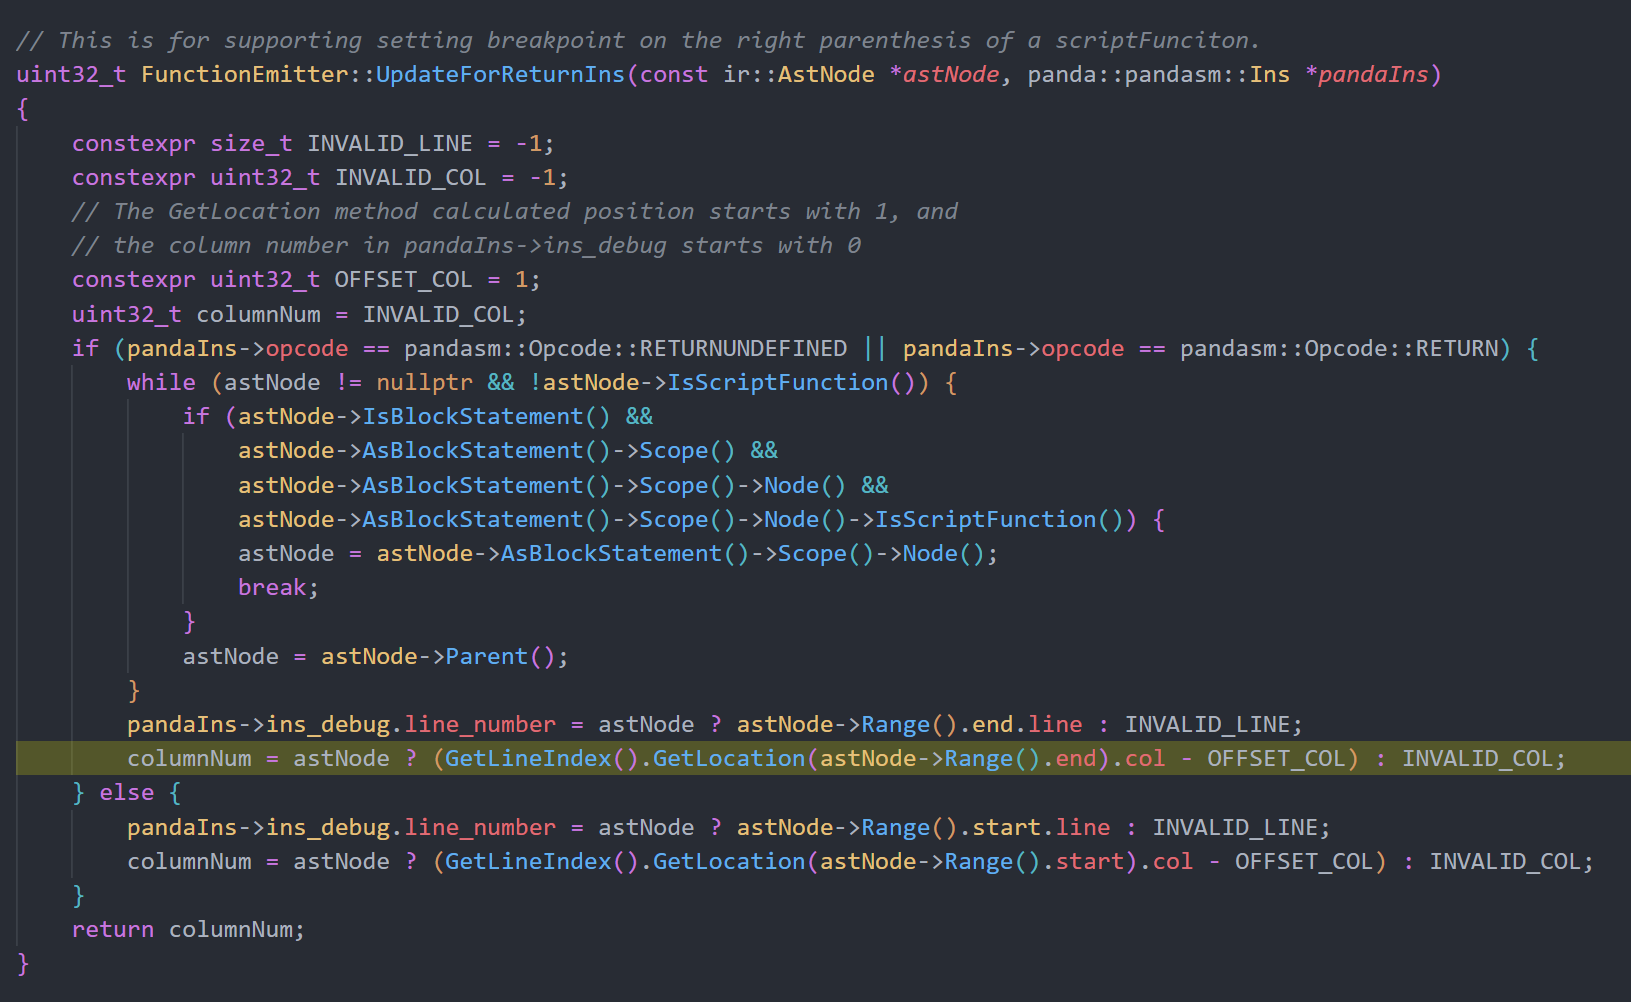 // This is for supporting setting breakpoint on the right parenthesis of a scriptFunciton.
uint32_t FunctionEmitter::UpdateForReturnIns(const ir::AstNode *astNode, panda::pandasm::Ins *pandaIns)
{
    constexpr size_t INVALID_LINE = -1;
    constexpr uint32_t INVALID_COL = -1;
    // The GetLocation method calculated position starts with 1, and
    // the column number in pandaIns->ins_debug starts with 0
    constexpr uint32_t OFFSET_COL = 1;
    uint32_t columnNum = INVALID_COL;
    if (pandaIns->opcode == pandasm::Opcode::RETURNUNDEFINED || pandaIns->opcode == pandasm::Opcode::RETURN) {
        while (astNode != nullptr && !astNode->IsScriptFunction()) {
            if (astNode->IsBlockStatement() &&
                astNode->AsBlockStatement()->Scope() &&
                astNode->AsBlockStatement()->Scope()->Node() &&
                astNode->AsBlockStatement()->Scope()->Node()->IsScriptFunction()) {
                astNode = astNode->AsBlockStatement()->Scope()->Node();
                break;
            }
            astNode = astNode->Parent();
        }
        pandaIns->ins_debug.line_number = astNode ? astNode->Range().end.line : INVALID_LINE;
        columnNum = astNode ? (GetLineIndex().GetLocation(astNode->Range().end).col - OFFSET_COL) : INVALID_COL;
    } else {
        pandaIns->ins_debug.line_number = astNode ? astNode->Range().start.line : INVALID_LINE;
        columnNum = astNode ? (GetLineIndex().GetLocation(astNode->Range().start).col - OFFSET_COL) : INVALID_COL;
    }
    return columnNum;
}